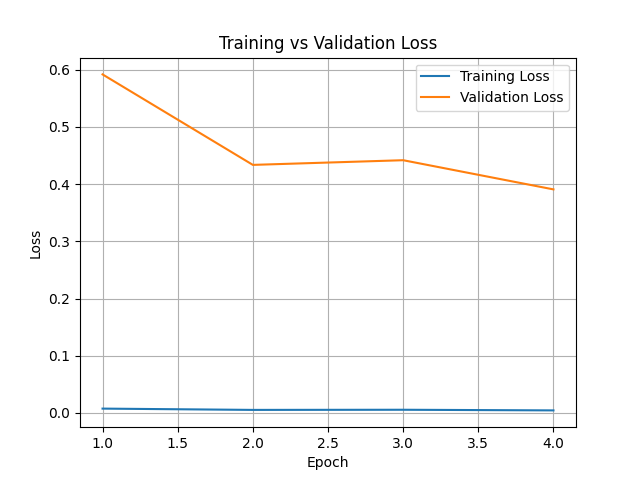 Training vs Validation Loss
Training Loss
Validation Loss
0.6
0.5
0.4
0.3
0.2
0.1
0.0
Loss
1.0 1.5 2.0 2.5 3.0 3.5 4.0
Epoch